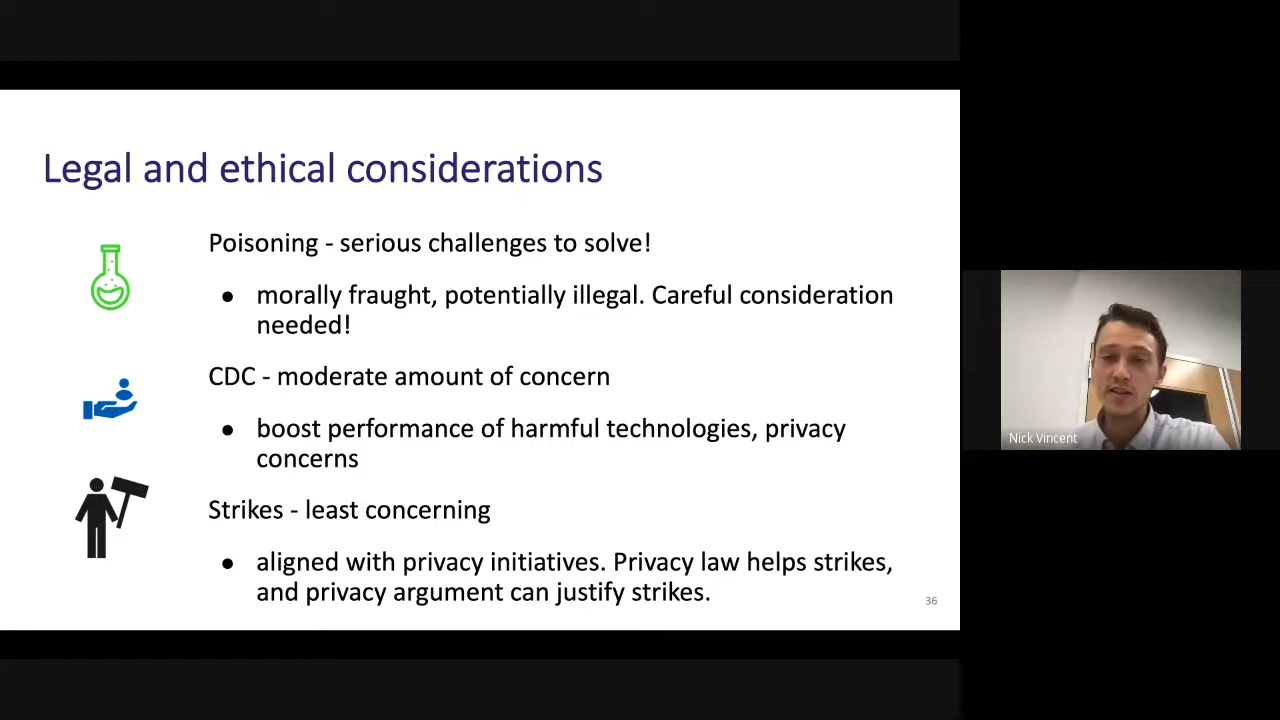 Legal and ethical considerations
Poisoning - serious challenges to solve!
● morally fraught, potentially illegal. Careful consideration
needed!
CDC - moderate amount of concern
● boost performance of harmful technologies, privacy
concerns
Strikes - least concerning
● aligned with privacy initiatives. Privacy law helps strikes,
and privacy argument can justify strikes.
36
Nick Vincent